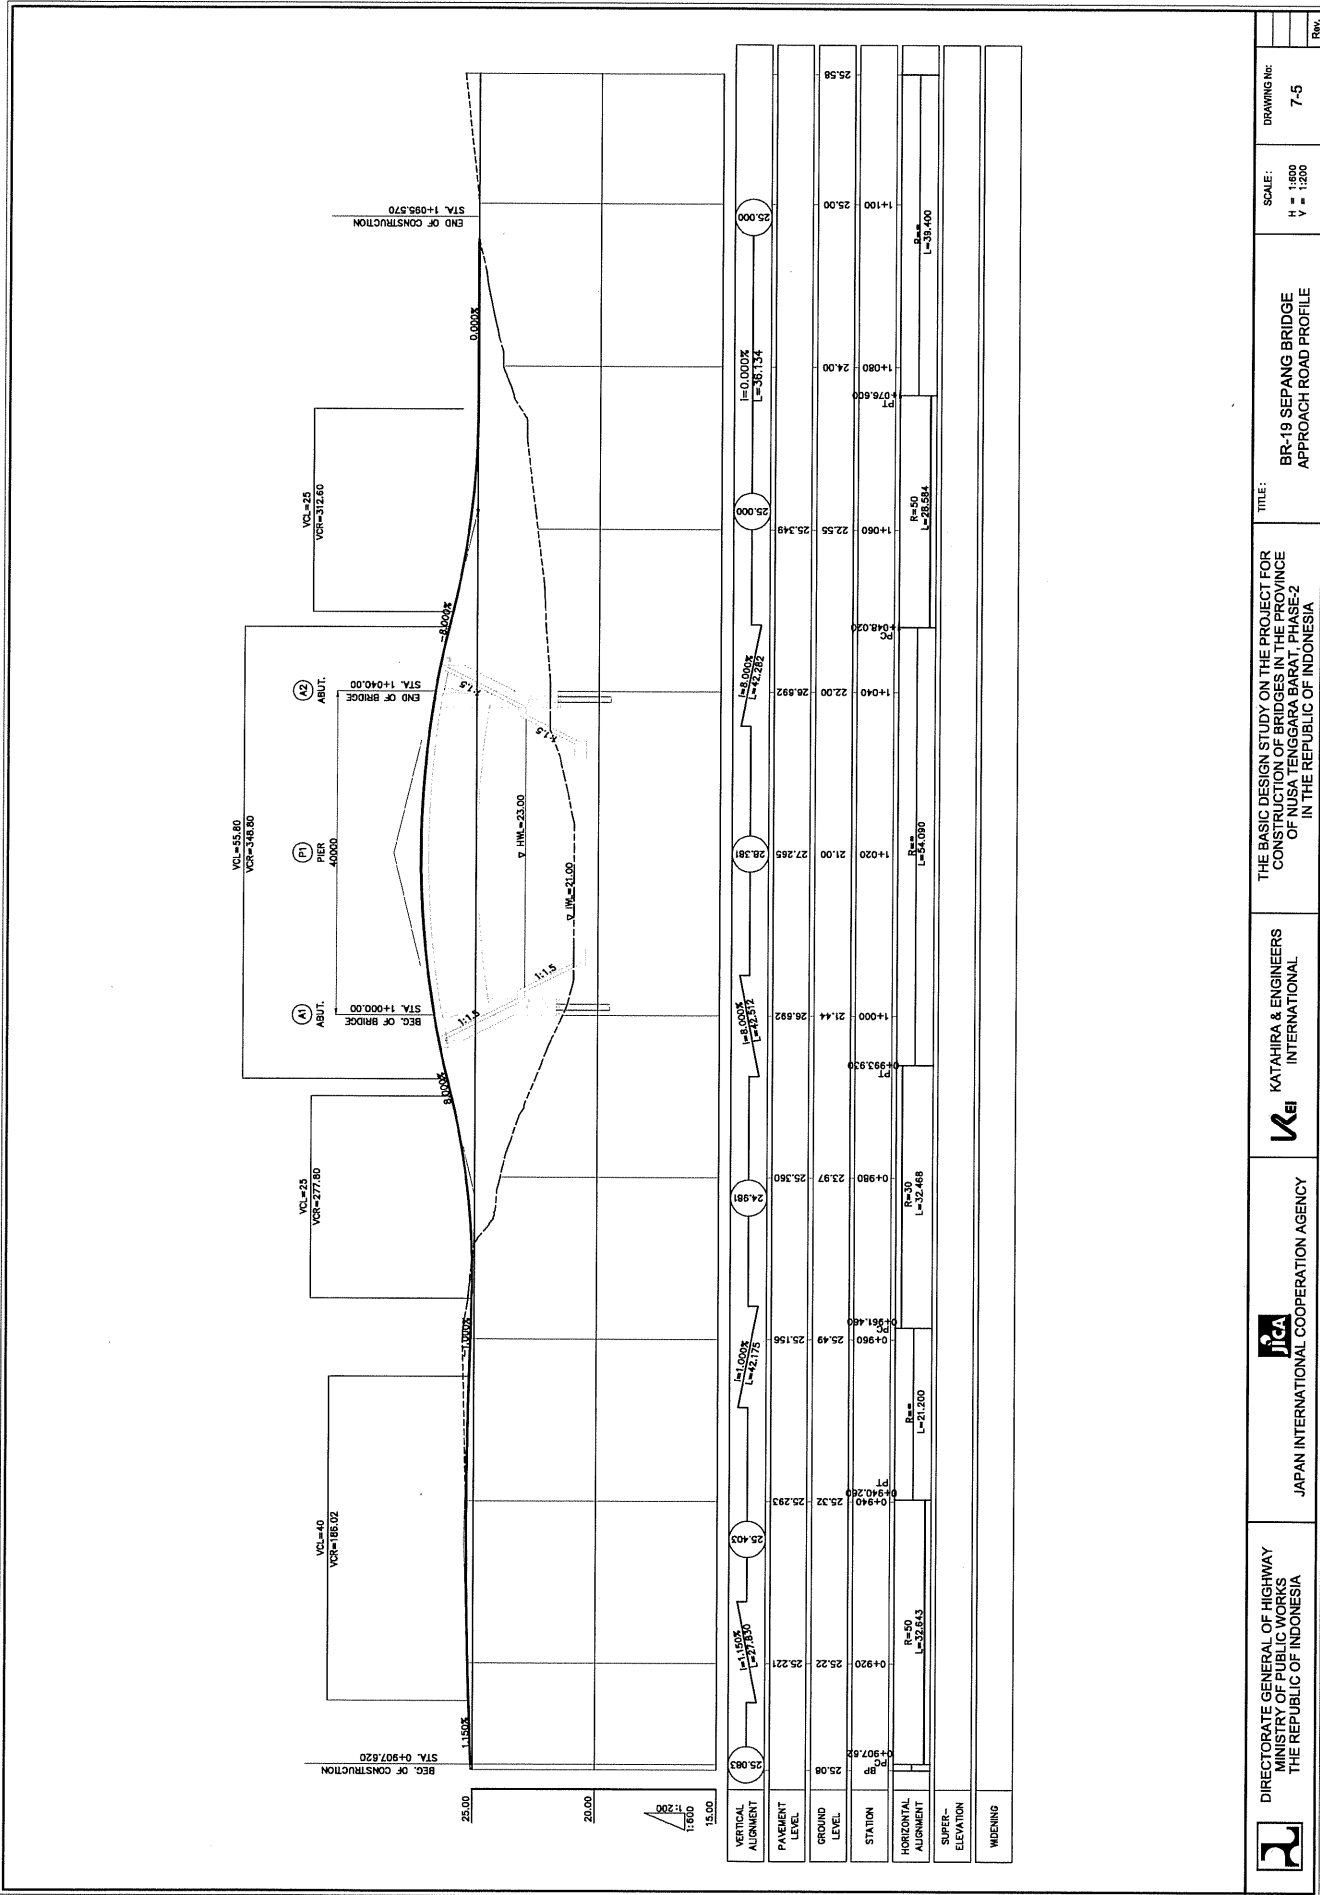 VCL=40
VCR=186.02
VCL=25
VCR=277.80
VCL=55.80
VCR=348.80
VCL=25
VCR=312.60
BEG. OF CONSTRUCTION
STA. 0+907.620
A1
ABUT.
BEG. OF BRIDGE
STA. 1+000.00
P1
PIER
40000
A2
ABUT.
END OF BRIDGE
STA. 1+040.00
END OF CONSTRUCTION
STA. 1+095.570
1.150%
-1.000%
8.000%
-8.000%
0.000%
1:1.5
1:1.5
1:1.5
1:1.5
HWL=23.00
IWL=21.00
25.00
20.00
15.00
1:200
1:600
VERTICAL
ALIGNMENT
25.083
i=1.150%
L=27.830
25.403
i=1.000%
L=42.175
24.981
i=8.000%
L=42.512
28.381
i=8.000%
L=42.282
25.000
i=0.000%
L=36.134
25.000
PAVEMENT
LEVEL
25.221 25.293 25.156 25.360 26.692 27.265 26.692 25.349
GROUND
LEVEL
25.08 25.22 25.32 25.49 23.97 21.44 21.00 22.00 22.55 24.00 25.00 25.58
STATION
BP 0+920 0+940 0+960 0+980 1+000 1+020 1+040 1+060 1+080 1+100
0+907.62
PC
0+940.260
PT
0+961.460
PC
0+993.930
PT
1+048.020
PC
1+076.600
PT
HORIZONTAL
ALIGNMENT
R=50
L=32.643
R=∞
L=21.200
R=30
L=32.468
R=∞
L=54.090
R=50
L=28.584
R=∞
L=39.400
SUPER-
ELEVATION
WIDENING
DIRECTORATE GENERAL OF HIGHWAY
MINISTRY OF PUBLIC WORKS
THE REPUBLIC OF INDONESIA
JICA
JAPAN INTERNATIONAL COOPERATION AGENCY
KEI
KATAHIRA & ENGINEERS
INTERNATIONAL
THE BASIC DESIGN STUDY ON THE PROJECT FOR
CONSTRUCTION OF BRIDGES IN THE PROVINCE
OF NUSA TENGGARA BARAT, PHASE-2
IN THE REPUBLIC OF INDONESIA
TITLE :
BR-19 SEPANG BRIDGE
APPROACH ROAD PROFILE
SCALE :
H = 1:600
V = 1:200
DRAWING No:
7-5
Rev.